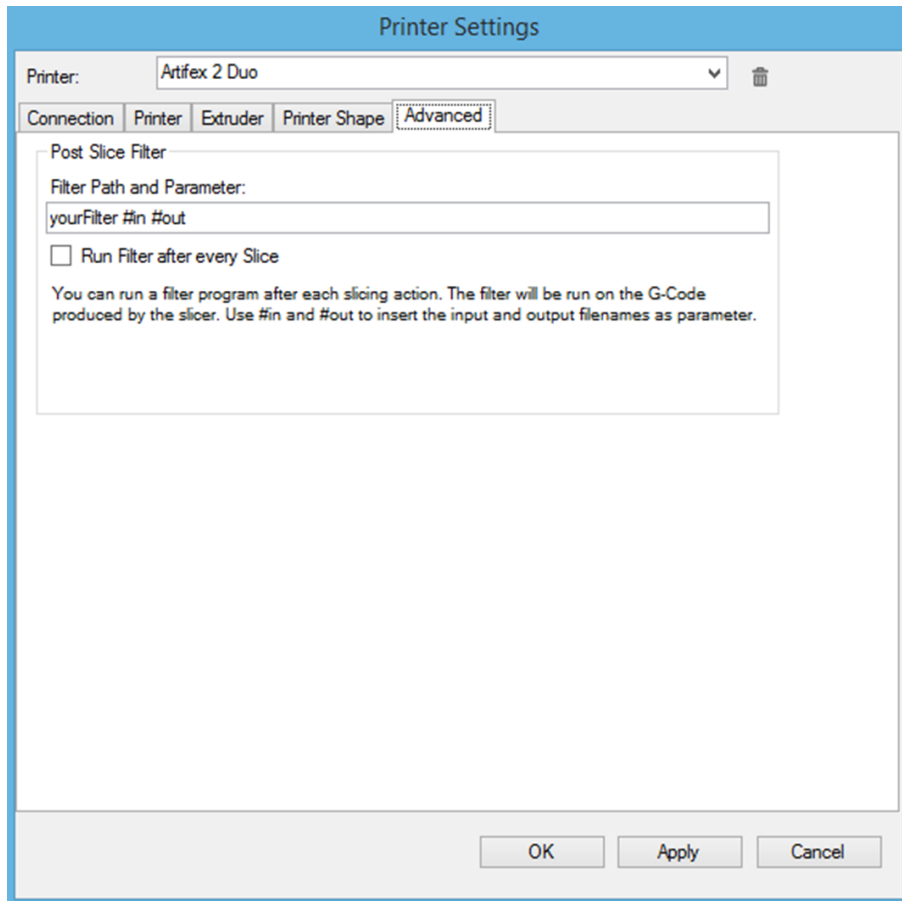 Printer Settings
Printer:
Artifex 2 Duo
Connection Printer Extruder Printer Shape Advanced
Post Slice Filter
Filter Path and Parameter:
yourFilter #in #out
Run Filter after every Slice
You can run a filter program after each slicing action. The filter will be run on the G-Code
produced by the slicer. Use #in and #out to insert the input and output filenames as parameter.
OK Apply Cancel